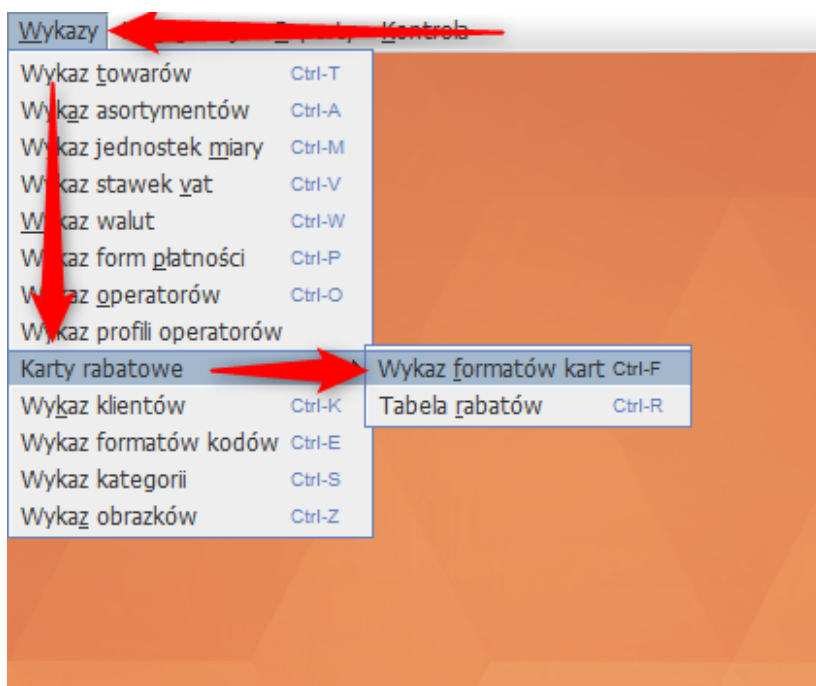 Wykazy Kontrola
Wykaz towarów Ctrl-T
Wykaz asortymentów Ctrl-A
Wykaz jednostek miary Ctrl-M
Wykaz stawek vat Ctrl-V
Wykaz walut Ctrl-W
Wykaz form płatności Ctrl-P
Wykaz operatorów Ctrl-O
Wykaz profili operatorów
Karty rabatowe
Wykaz formatów kart Ctrl-F
Tabela rabatów Ctrl-R
Wykaz klientów Ctrl-K
Wykaz formatów kodów Ctrl-E
Wykaz kategorii Ctrl-S
Wykaz obrazków Ctrl-Z